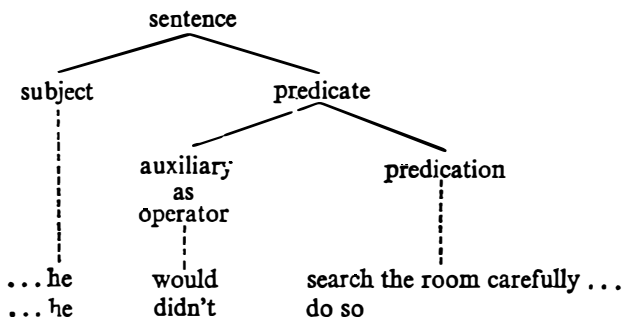 sentence
subject predicate
auxiliary predication
as
operator
...he would search the room carefully ...
...he didn't do so